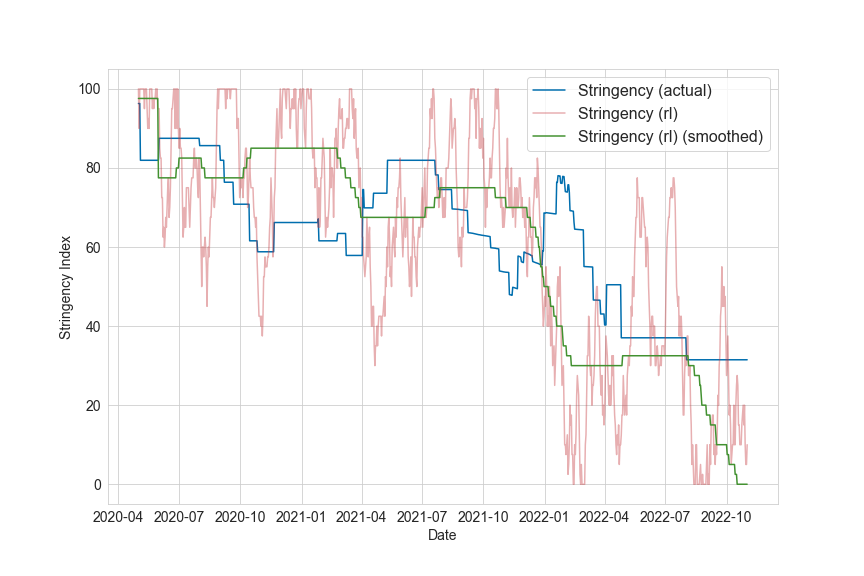 Stringency (actual)
Stringency (rl)
Stringency (rl) (smoothed)
100
80
60
40
20
0
Stringency Index
2020-04 2020-07 2020-10 2021-01 2021-04 2021-07 2021-10 2022-01 2022-04 2022-07 2022-10
Date